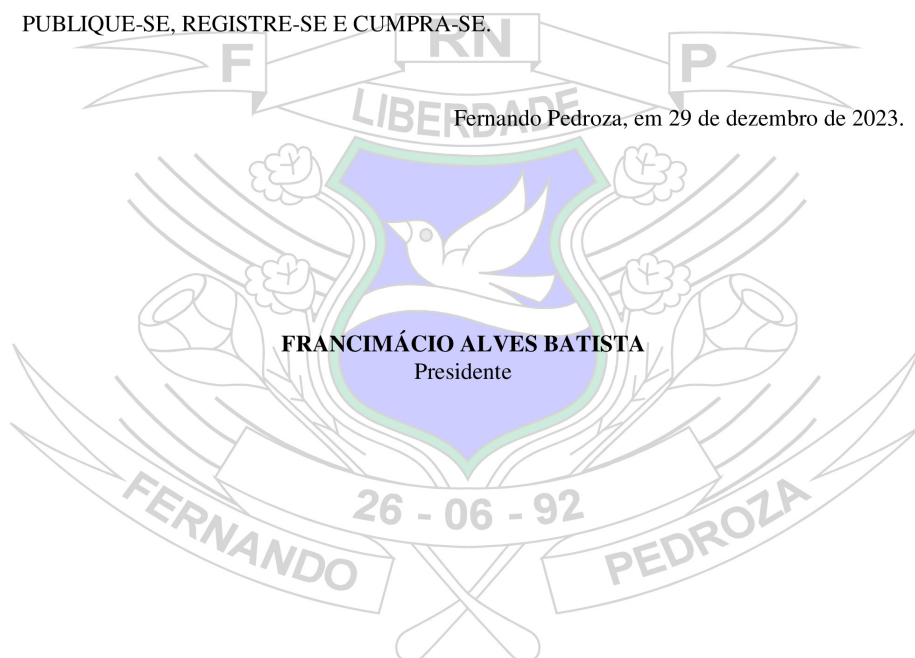 PUBLIQUE-SE, REGISTRE-SE E CUMPRA-SE.
F RN P
LIBERDADE
Fernando Pedroza, em 29 de dezembro de 2023.
FRANCIMÁCIO ALVES BATISTA
Presidente
26 - 06 - 92
FERNANDO PEDROZA